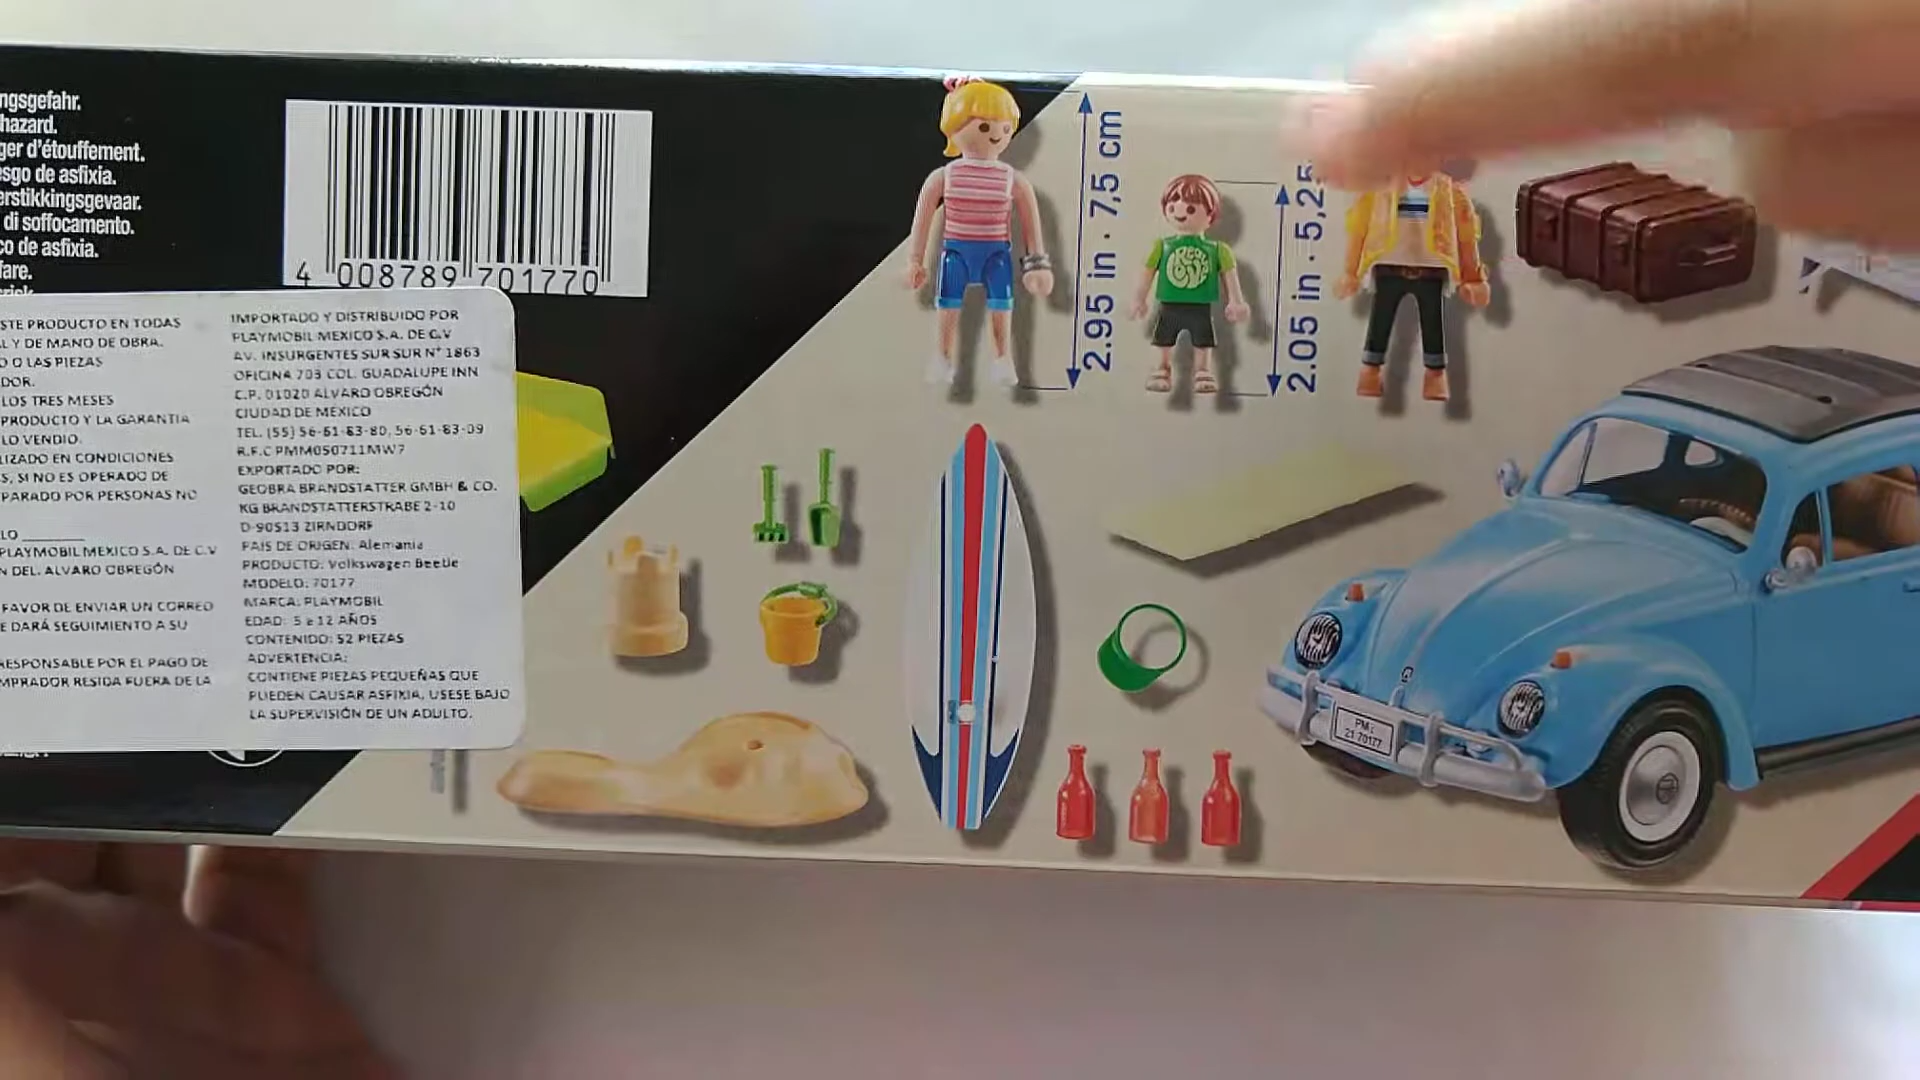 ngsgefahr.
hazard.
ger d'étouffement.
esgo de asfixia.
erstikkingsgevaar.
di soffocamento.
co de asfixia.
fare.
4 008789 701770
STE PRODUCTO EN TODAS
L Y DE MANO DE OBRA.
O O LAS PIEZAS
DOR.
LOS TRES MESES
PRODUCTO Y LA GARANTIA
LO VENDIO.
LIZADO EN CONDICIONES
S, SI NO ES OPERADO DE
PARADO POR PERSONAS NO
LO ________
PLAYMOBIL MEXICO S.A. DE C.V
N DEL. ALVARO OBREGÓN
FAVOR DE ENVIAR UN CORREO
E DARÁ SEGUIMIENTO A SU
RESPONSABLE POR EL PAGO DE
MPRADOR RESIDA FUERA DE LA
IMPORTADO Y DISTRIBUIDO POR
PLAYMOBIL MEXICO S.A. DE C.V
AV. INSURGENTES SUR SUR N° 1863
OFICINA 703 COL. GUADALUPE INN
C.P. 01020 ALVARO OBREGÓN
CIUDAD DE MEXICO
TEL. (55) 56-61-83-80, 56-61-83-09
R.F.C PMM050711MW7
EXPORTADO POR:
GEOBRA BRANDSTATTER GMBH & CO.
KG BRANDSTATTERSTRABE 2-10
D-90513 ZIRNDORF
PAIS DE ORIGEN: Alemania
PRODUCTO: Volkswagen Beetle
MODELO: 70177
MARCA: PLAYMOBIL
EDAD: 5 a 12 AÑOS
CONTENIDO: 52 PIEZAS
ADVERTENCIA:
CONTIENE PIEZAS PEQUEÑAS QUE
PUEDEN CAUSAR ASFIXIA, USESE BAJO
LA SUPERVISIÓN DE UN ADULTO.
2.95 in · 7,5 cm
2.05 in · 5,25
PM:
21 70177